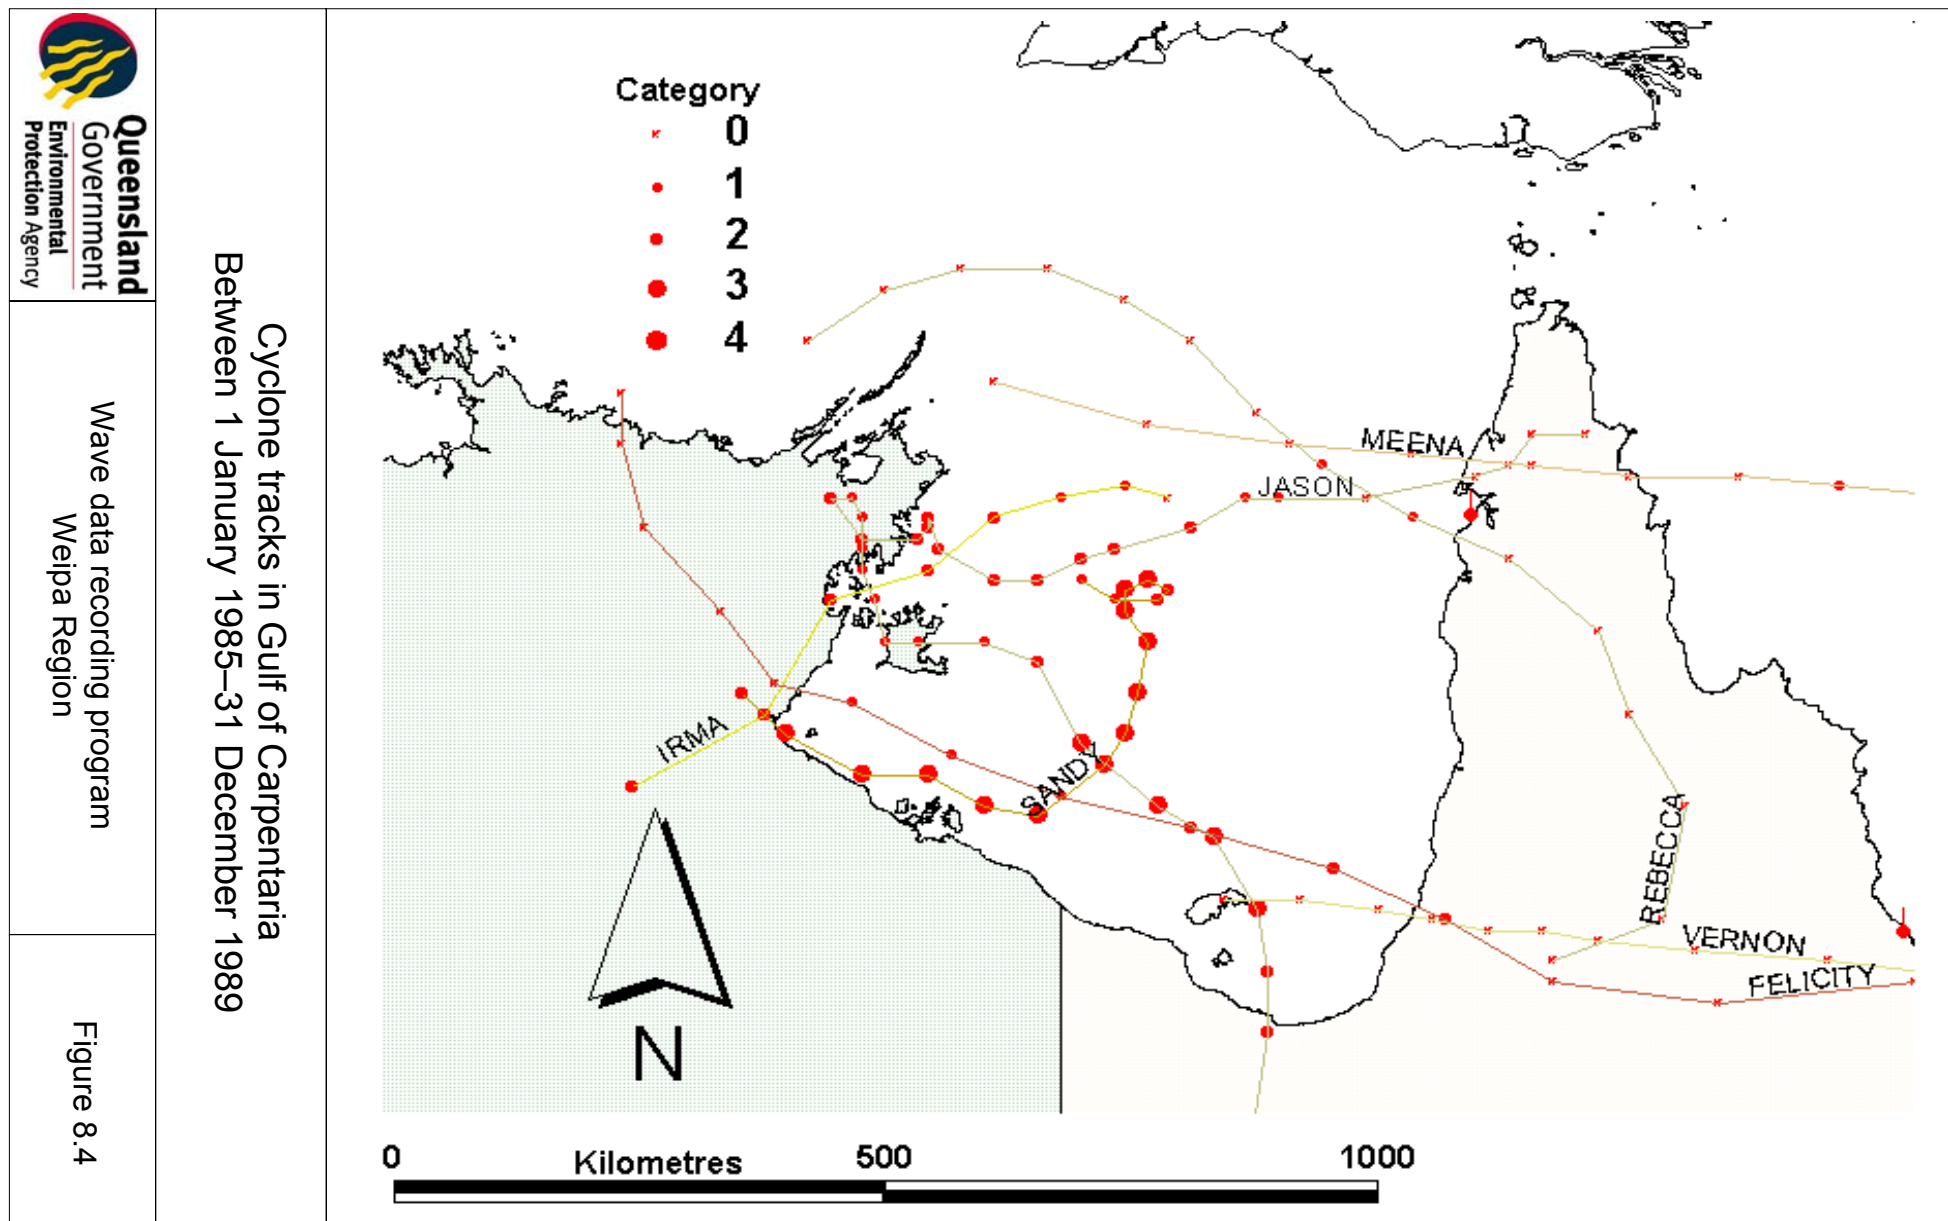 Queensland
Government
Environmental
Protection Agency
Wave data recording program
Weipa Region
Figure 8.4
Cyclone tracks in Gulf of Carpentaria
Between 1 January 1985–31 December 1989
Category
0
1
2
3
4
MEENA
JASON
IRMA
SANDY
REBECCA
VERNON
FELICITY
N
0 Kilometres 500 1000